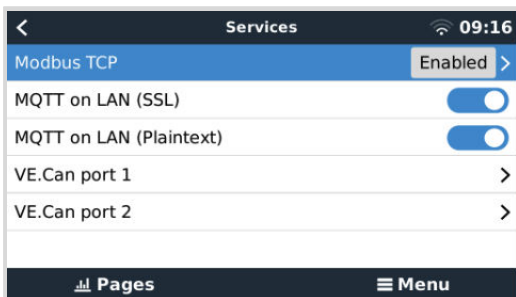 Services 09:16
Modbus TCP Enabled
MQTT on LAN (SSL)
MQTT on LAN (Plaintext)
VE.Can port 1
VE.Can port 2
Pages Menu